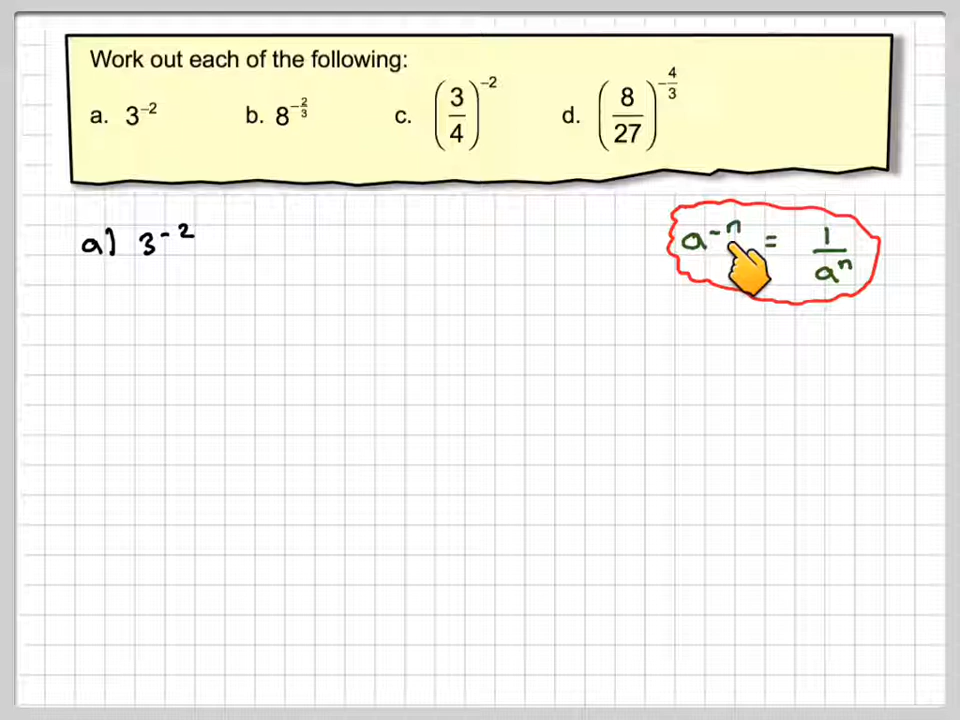 Work out each of the following:
a. 3⁻² b. 8^(-2/3) c. (3/4)⁻² d. (8/27)^(-4/3)
a) 3⁻² a⁻ⁿ = 1/aⁿ